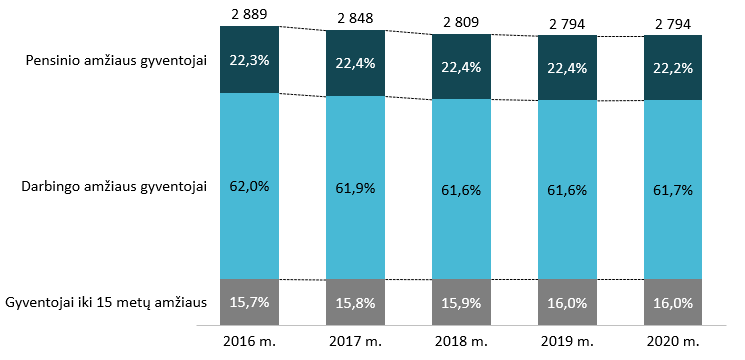 2 889 2 848 2 809 2 794 2 794
Pensinio amžiaus gyventojai 22,3% 22,4% 22,4% 22,4% 22,2%
Darbingo amžiaus gyventojai 62,0% 61,9% 61,6% 61,6% 61,7%
Gyventojai iki 15 metų amžiaus 15,7% 15,8% 15,9% 16,0% 16,0%
2016 m. 2017 m. 2018 m. 2019 m. 2020 m.